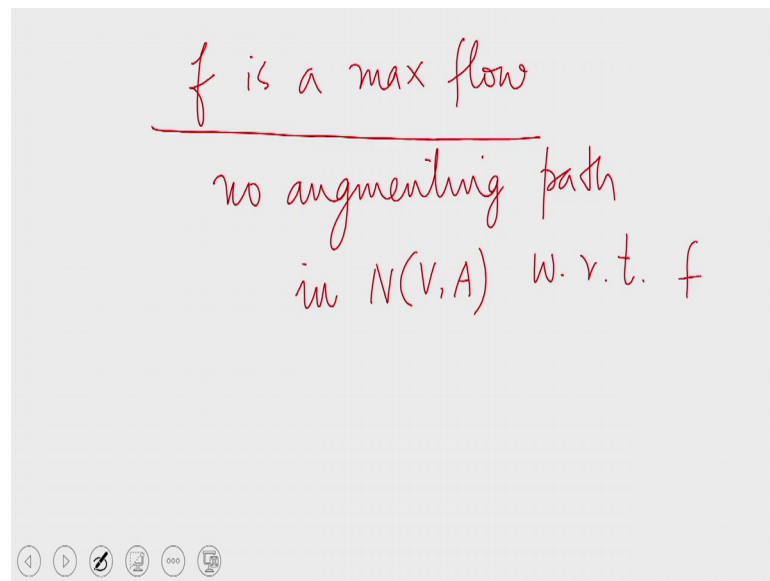 f is a max flow
no augmenting path
in N(V, A) w.r.t. f